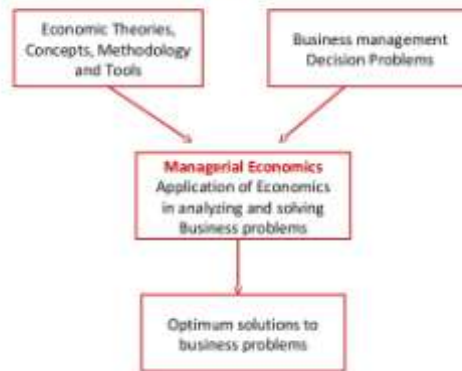 Economic Theories,
Concepts, Methodology
and Tools
Business management
Decision Problems
Managerial Economics
Application of Economics
in analyzing and solving
Business problems
Optimum solutions to
business problems